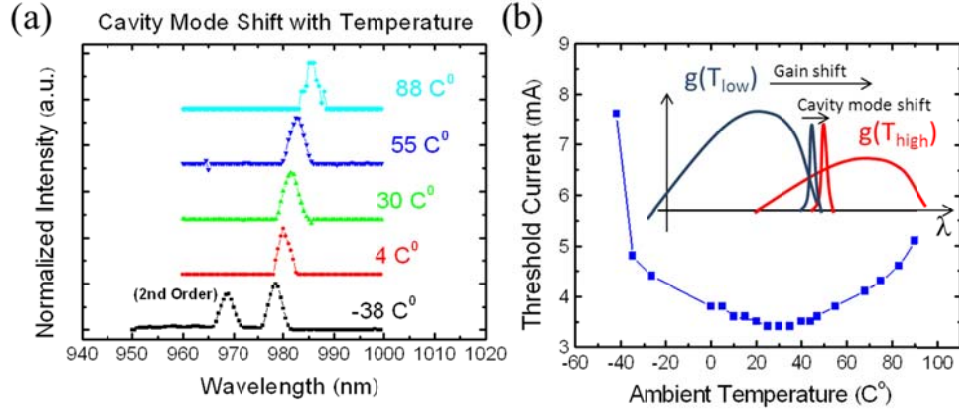 (a)
Cavity Mode Shift with Temperature
Normalized Intensity (a.u.)
88 C⁰
55 C⁰
30 C⁰
4 C⁰
(2nd Order)
-38 C⁰
940 950 960 970 980 990 1000 1010 1020
Wavelength (nm)
(b)
Threshold Current (mA)
9
8
7
6
5
4
3
g(Tlow)
Gain shift
Cavity mode shift
g(Thigh)
λ
-60 -40 -20 0 20 40 60 80 100
Ambient Temperature (C⁰)